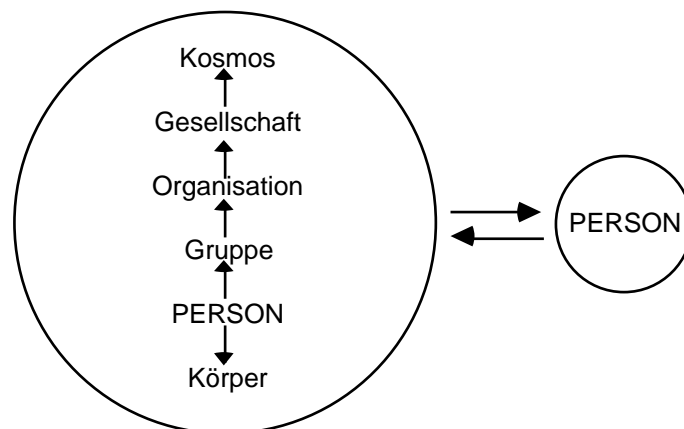 Kosmos
Gesellschaft
Organisation
Gruppe
PERSON
Körper
PERSON